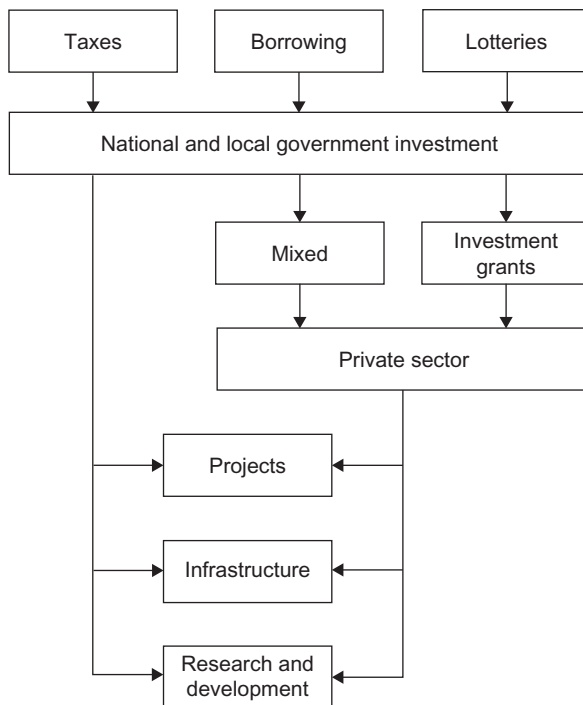 Taxes
Borrowing
Lotteries
National and local government investment
Mixed
Investment
grants
Private sector
Projects
Infrastructure
Research and
development